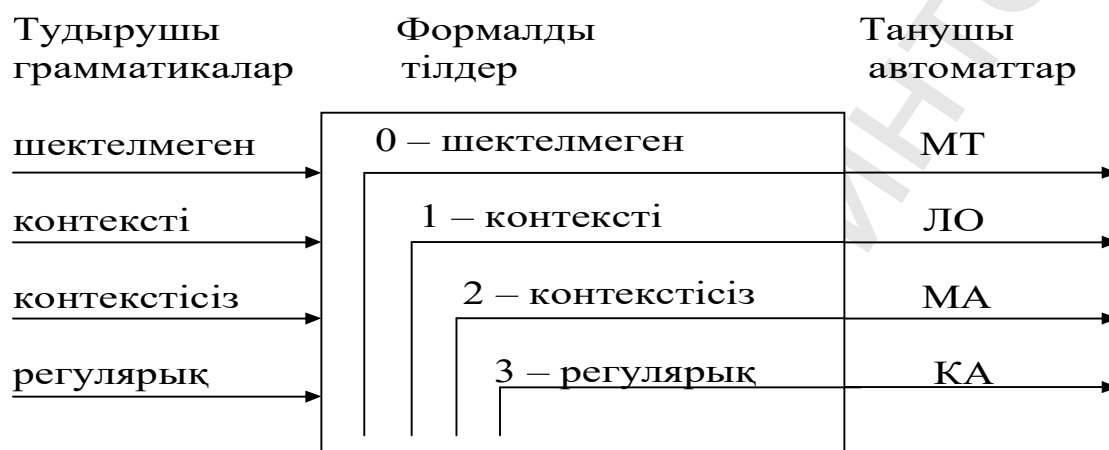 Тудырушы грамматикалар
Формалды тілдер
Танушы автоматтар
шектелмеген
0 – шектелмеген
МТ
контексті
1 – контексті
ЛО
контекстісіз
2 – контекстісіз
МА
регулярық
3 – регулярық
КА